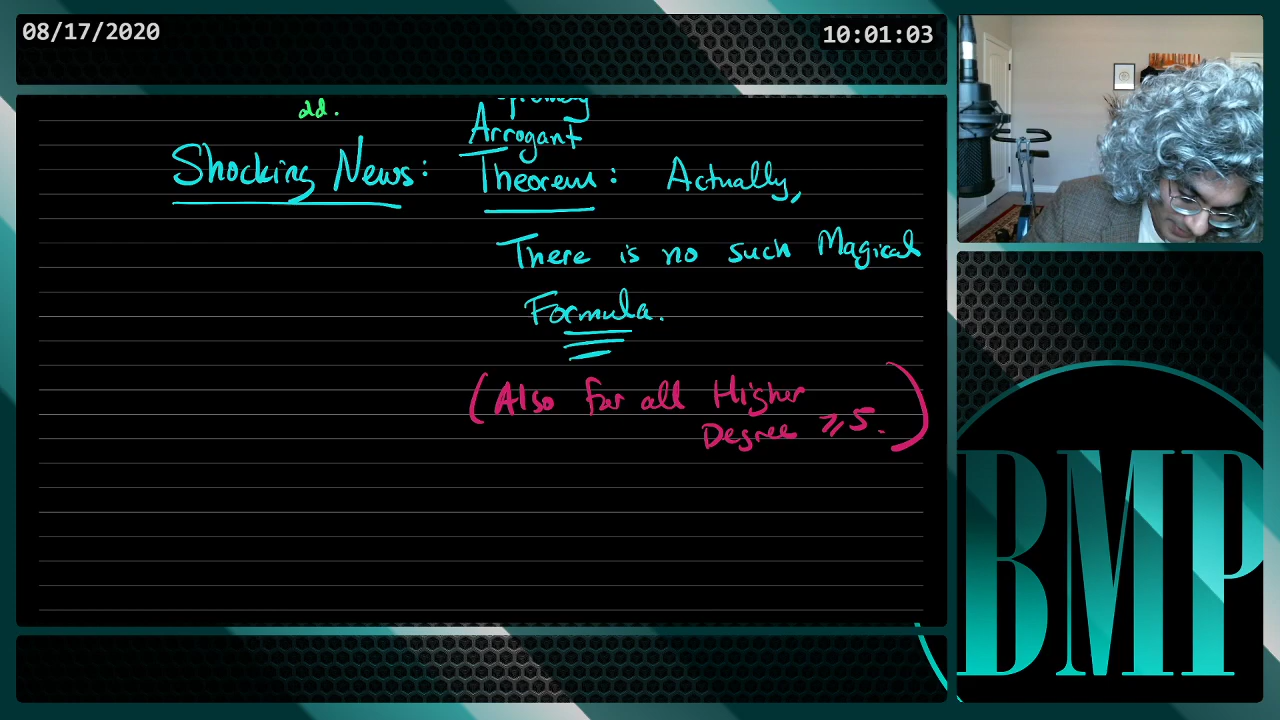 08/17/2020
10:01:03
Arrogant
Shocking News: Theorem: Actually,
There is no such Magical
Formula.
(Also for all Higher
Degree ≥5.)
BMP